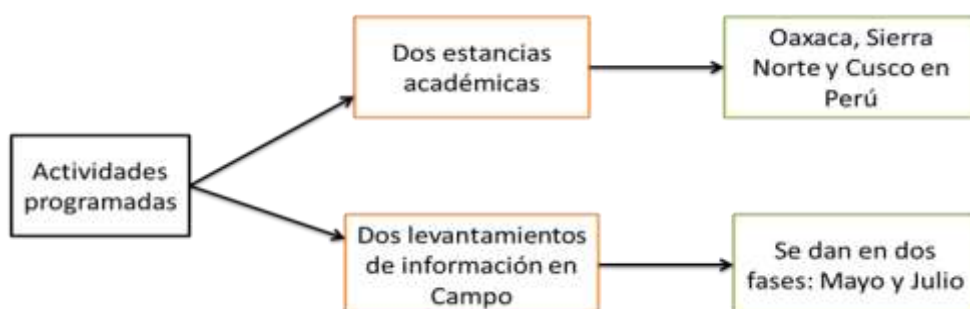 Actividades
programadas
Dos estancias
académicas
Oaxaca, Sierra
Norte y Cusco en
Perú
Dos levantamientos
de información en
Campo
Se dan en dos
fases: Mayo y Julio